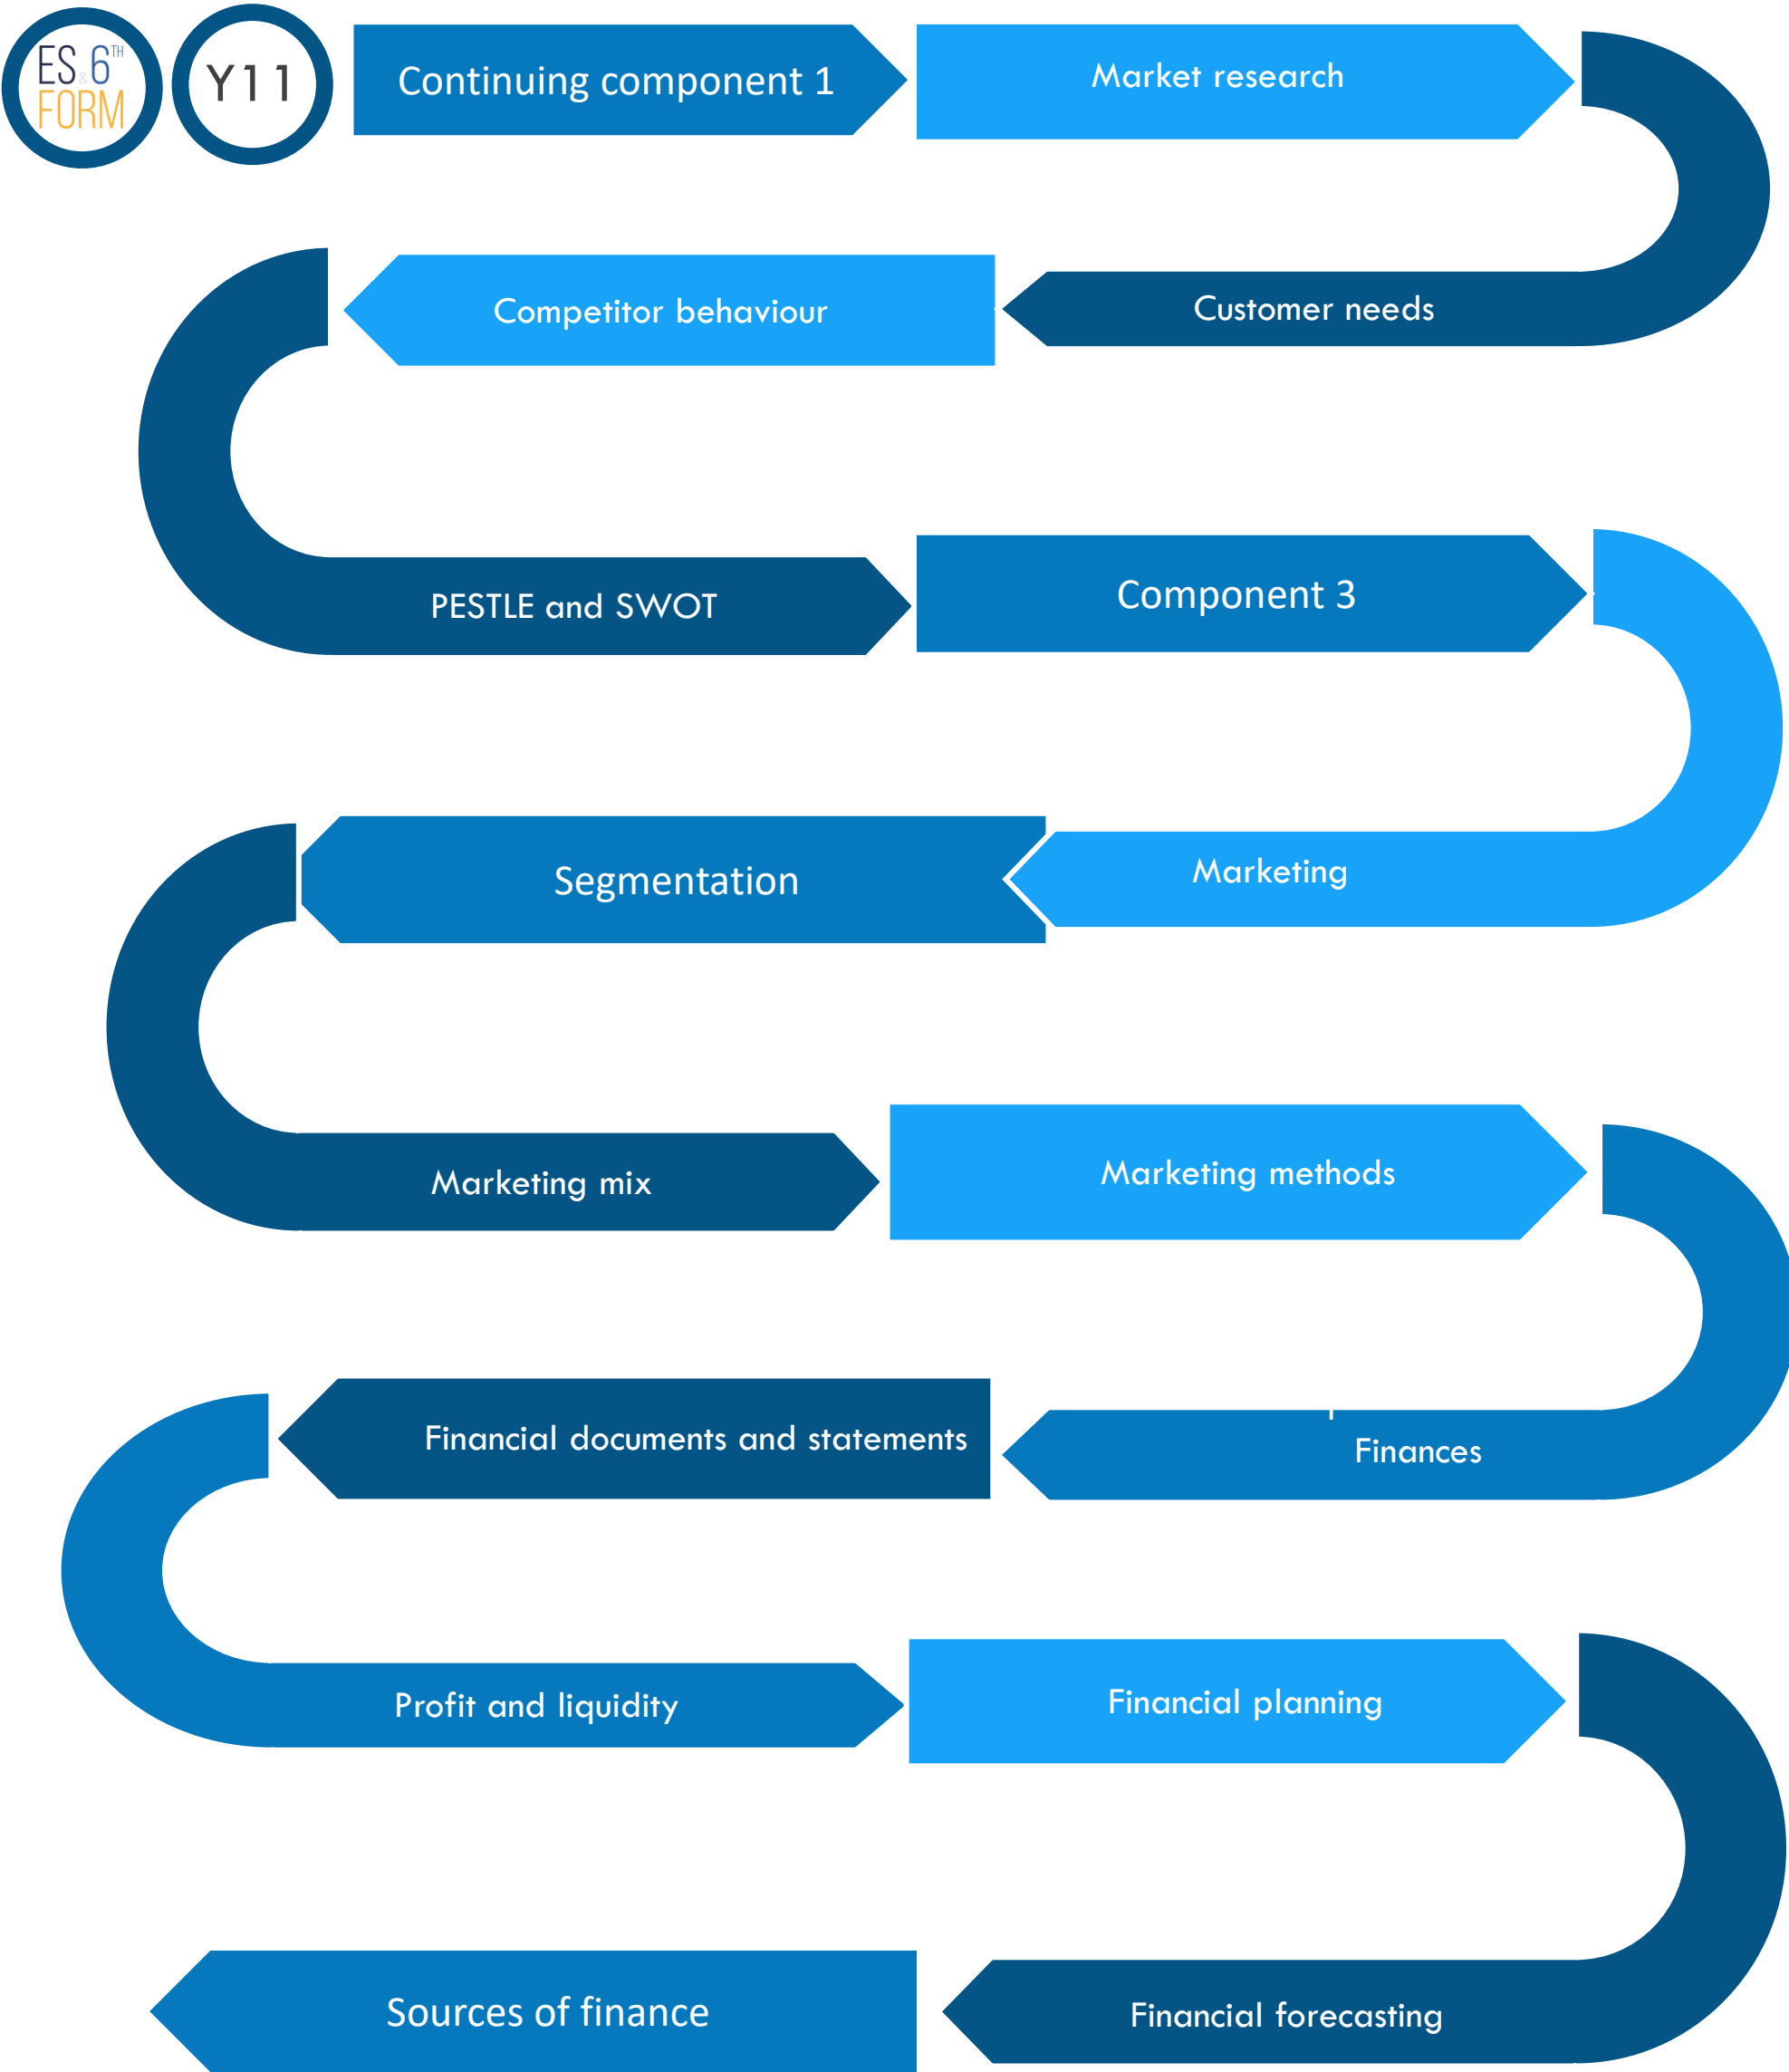 ES & 6TH
FORM
Y11
Continuing component 1
Market research
Customer needs
Competitor behaviour
PESTLE and SWOT
Component 3
Marketing
Segmentation
Marketing mix
Marketing methods
Finances
Financial documents and statements
Profit and liquidity
Financial planning
Financial forecasting
Sources of finance